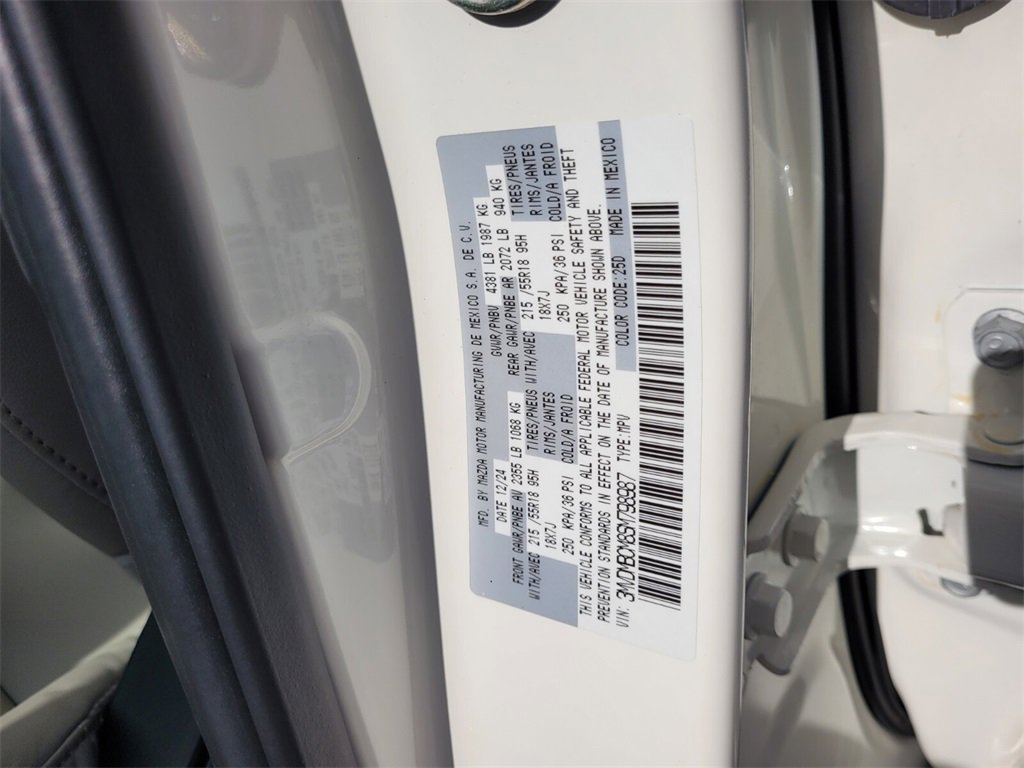 MFD. BY MAZDA MOTOR MANUFACTURING DE MEXICO S.A. DE C.V.
DATE 12/24 GVWR/PNBV 4381 LB 1987 KG
FRONT GAWR/PNBE AV 2355 LB 1068 KG REAR GAWR/PNBE AR 2072 LB 940 KG
WITH/AVEC 215 /55R18 95H TIRES/PNEUS WITH/AVEC 215 /55R18 95H TIRES/PNEUS
18X7J RIMS/JANTES 18X7J RIMS/JANTES
250 KPA/36 PSI COLD/A FROID 250 KPA/36 PSI COLD/A FROID
THIS VEHICLE CONFORMS TO ALL APPLICABLE FEDERAL MOTOR VEHICLE SAFETY AND THEFT
PREVENTION STANDARDS IN EFFECT ON THE DATE OF MANUFACTURE SHOWN ABOVE.
VIN: TYPE:MPV COLOR CODE:25D MADE IN MEXICO